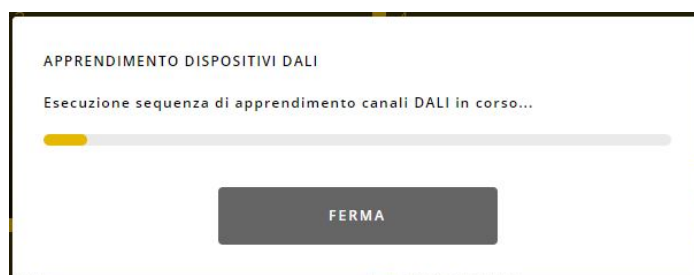 APPRENDIMENTO DISPOSITIVI DALI
Esecuzione sequenza di apprendimento canali DALI in corso...
FERMA